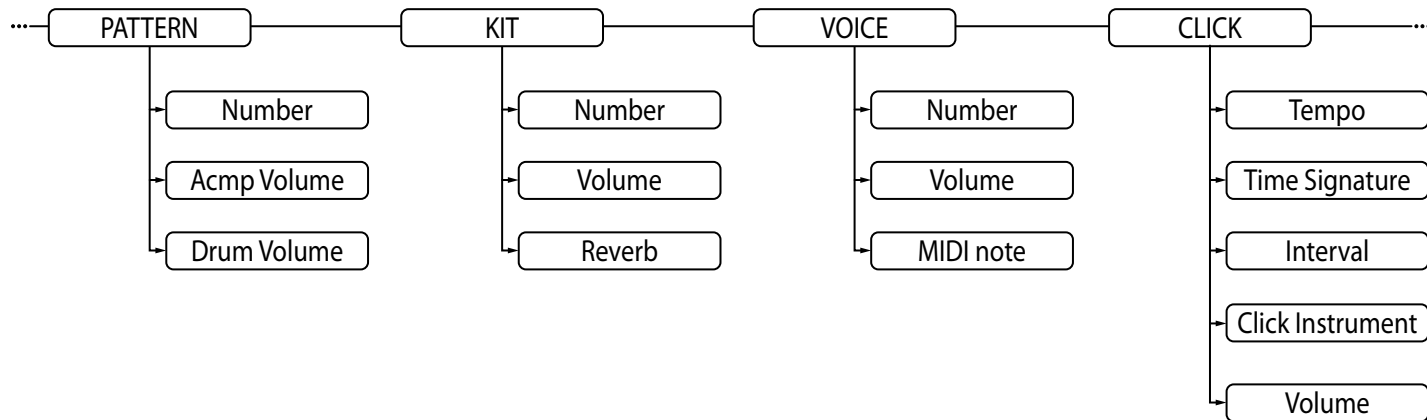 ... PATTERN KIT VOICE CLICK ...
Number Number Number Tempo
Acmp Volume Volume Volume Time Signature
Drum Volume Reverb MIDI note Interval
Click Instrument
Volume